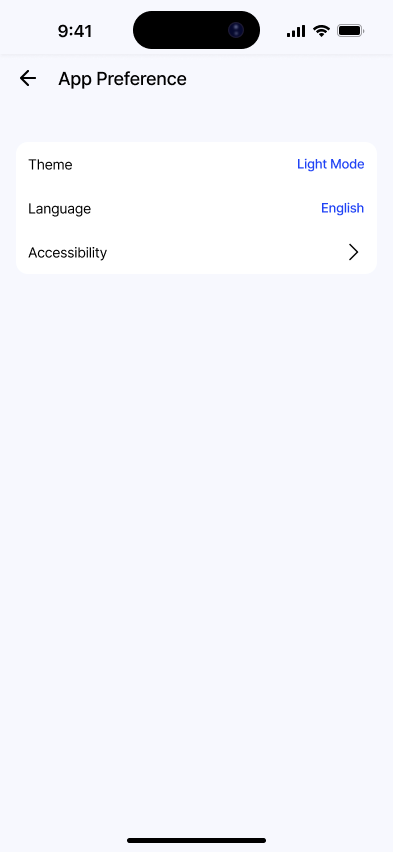 9:41
App Preference
Theme Light Mode
Language English
Accessibility